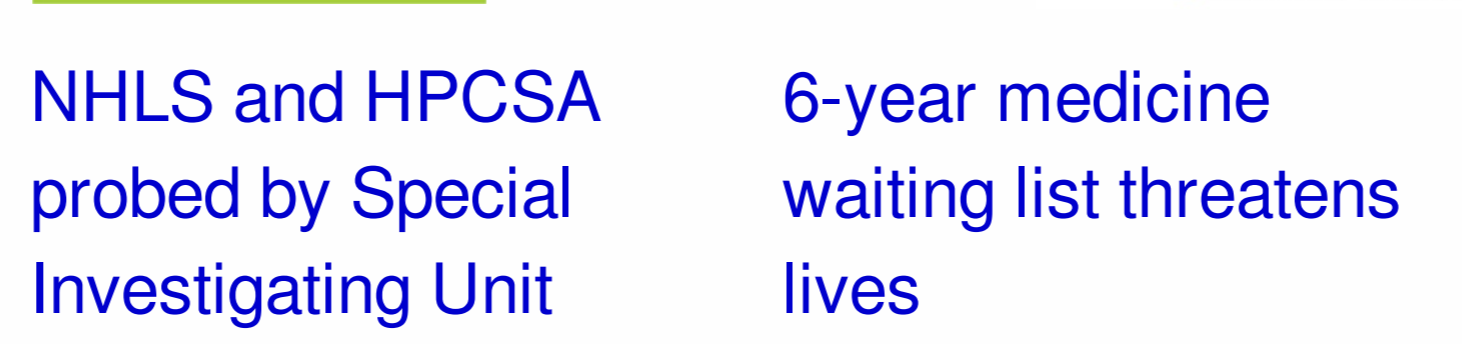 NHLS and HPCSA
probed by Special
Investigating Unit
6-year medicine
waiting list threatens
lives